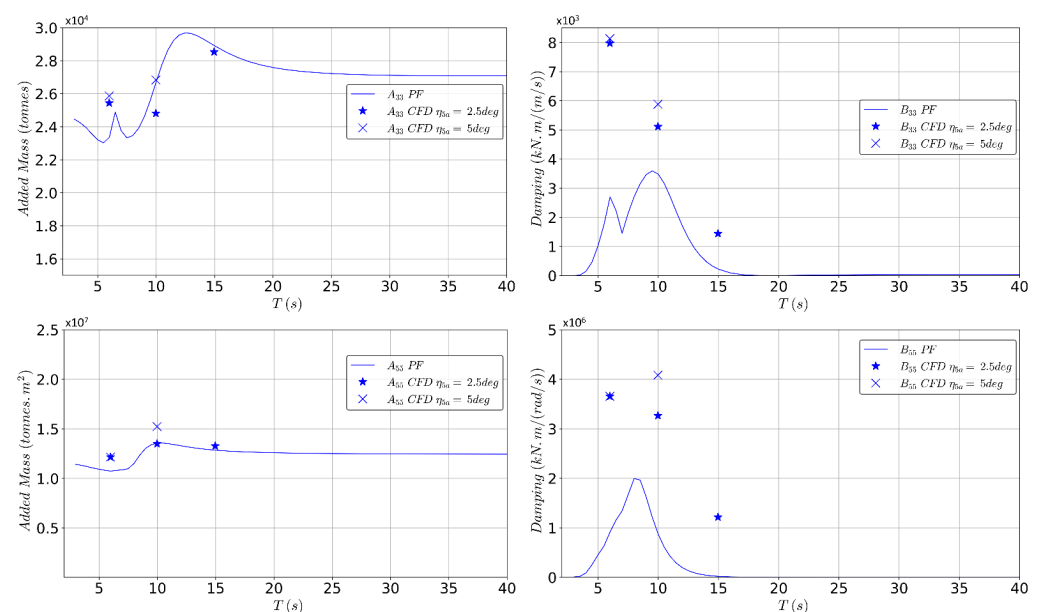 x10⁴
3.0
2.8
2.6
2.4
2.2
2.0
1.8
1.6
Added Mass (tonnes)
A₃₃ PF
A₃₃ CFD η₅ₐ = 2.5deg
A₃₃ CFD η₅ₐ = 5deg
5 10 15 20 25 30 35 40
T (s)
x10³
8
7
6
5
4
3
2
1
0
Damping (kN.m/(m/s))
B₃₃ PF
B₃₃ CFD η₅ₐ = 2.5deg
B₃₃ CFD η₅ₐ = 5deg
5 10 15 20 25 30 35 40
T (s)
x10⁷
2.5
2.0
1.5
1.0
0.5
Added Mass (tonnes.m²)
A₅₅ PF
A₅₅ CFD η₅ₐ = 2.5deg
A₅₅ CFD η₅ₐ = 5deg
5 10 15 20 25 30 35 40
T (s)
x10⁶
5
4
3
2
1
0
Damping (kN.m/(rad/s))
B₅₅ PF
B₅₅ CFD η₅ₐ = 2.5deg
B₅₅ CFD η₅ₐ = 5deg
5 10 15 20 25 30 35 40
T (s)